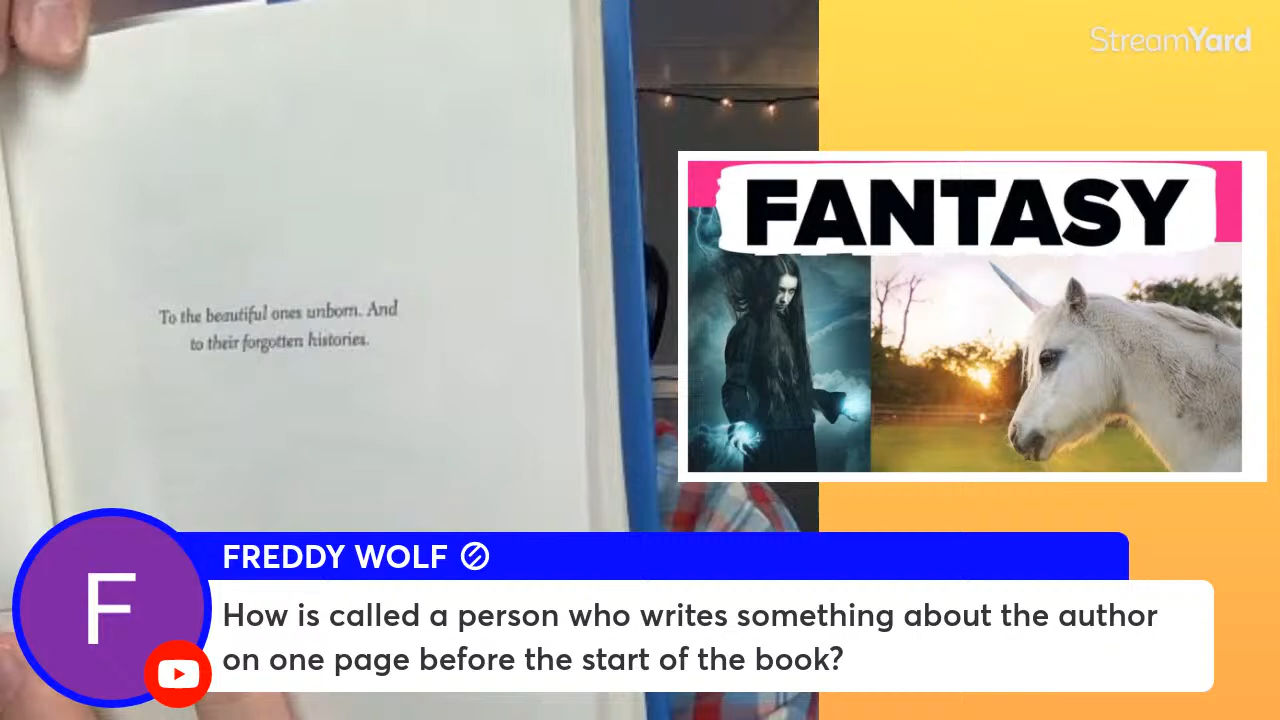 StreamYard
FANTASY
To the beautiful ones unborn. And
to their forgotten histories.
F
FREDDY WOLF
How is called a person who writes something about the author
on one page before the start of the book?